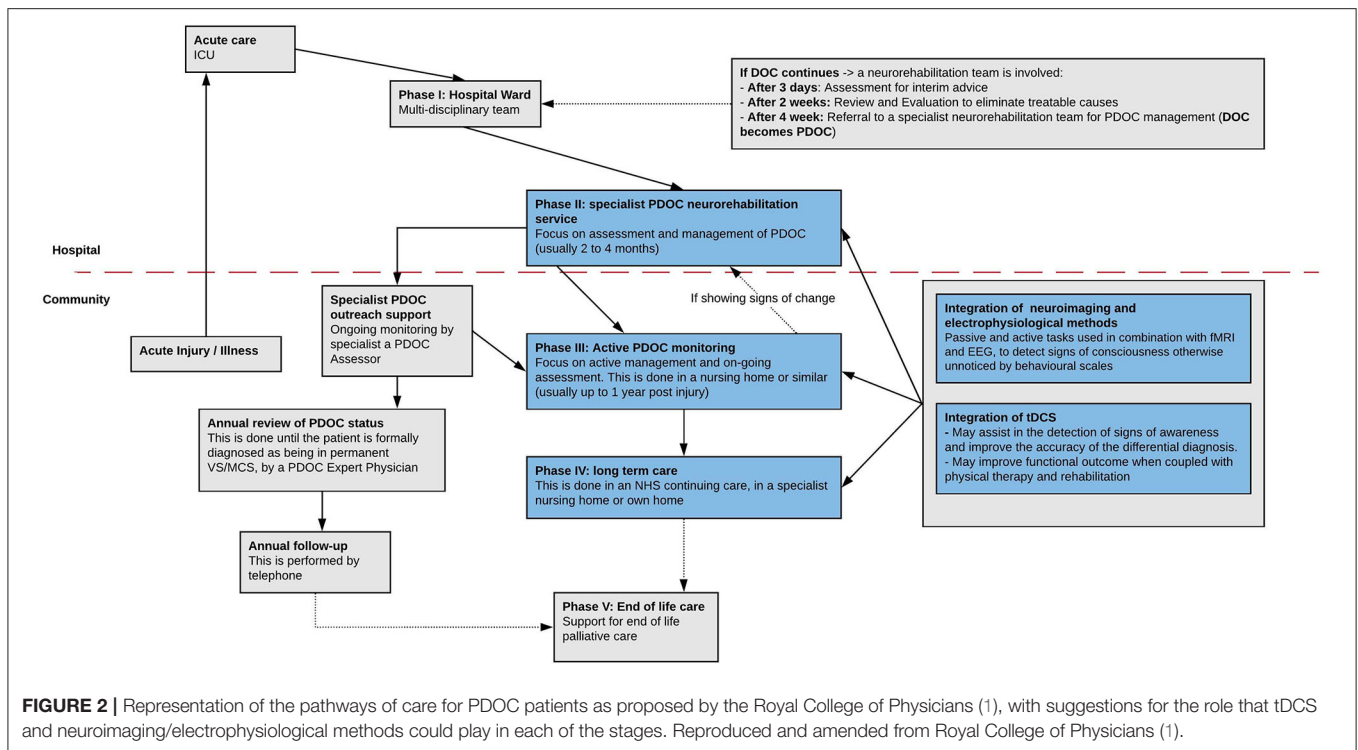 Acute care
ICU
Phase I: Hospital Ward
Multi-disciplinary team
If DOC continues -> a neurorehabilitation team is involved:
- After 3 days: Assessment for interim advice
- After 2 weeks: Review and Evaluation to eliminate treatable causes
- After 4 week: Referral to a specialist neurorehabilitation team for PDOC management (DOC
becomes PDOC)
Phase II: specialist PDOC neurorehabilitation
service
Focus on assessment and management of PDOC
(usually 2 to 4 months)
Hospital
Community
Specialist PDOC
outreach support
Ongoing monitoring by
specialist a PDOC
Assessor
If showing signs of change
Integration of neuroimaging and
electrophysiological methods
Passive and active tasks used in combination with fMRI
and EEG, to detect signs of consciousness otherwise
unnoticed by behavioural scales
Acute Injury / Illness
Phase III: Active PDOC monitoring
Focus on active management and on-going
assessment. This is done in a nursing home or similar
(usually up to 1 year post injury)
Annual review of PDOC status
This is done until the patient is formally
diagnosed as being in permanent
VS/MCS, by a PDOC Expert Physician
Integration of tDCS
- May assist in the detection of signs of awareness
and improve the accuracy of the differential diagnosis.
- May improve functional outcome when coupled with
physical therapy and rehabilitation
Phase IV: long term care
This is done in an NHS continuing care, in a specialist
nursing home or own home
Annual follow-up
This is performed by
telephone
Phase V: End of life care
Support for end of life
palliative care
FIGURE 2 | Representation of the pathways of care for PDOC patients as proposed by the Royal College of Physicians (1), with suggestions for the role that tDCS
and neuroimaging/electrophysiological methods could play in each of the stages. Reproduced and amended from Royal College of Physicians (1).